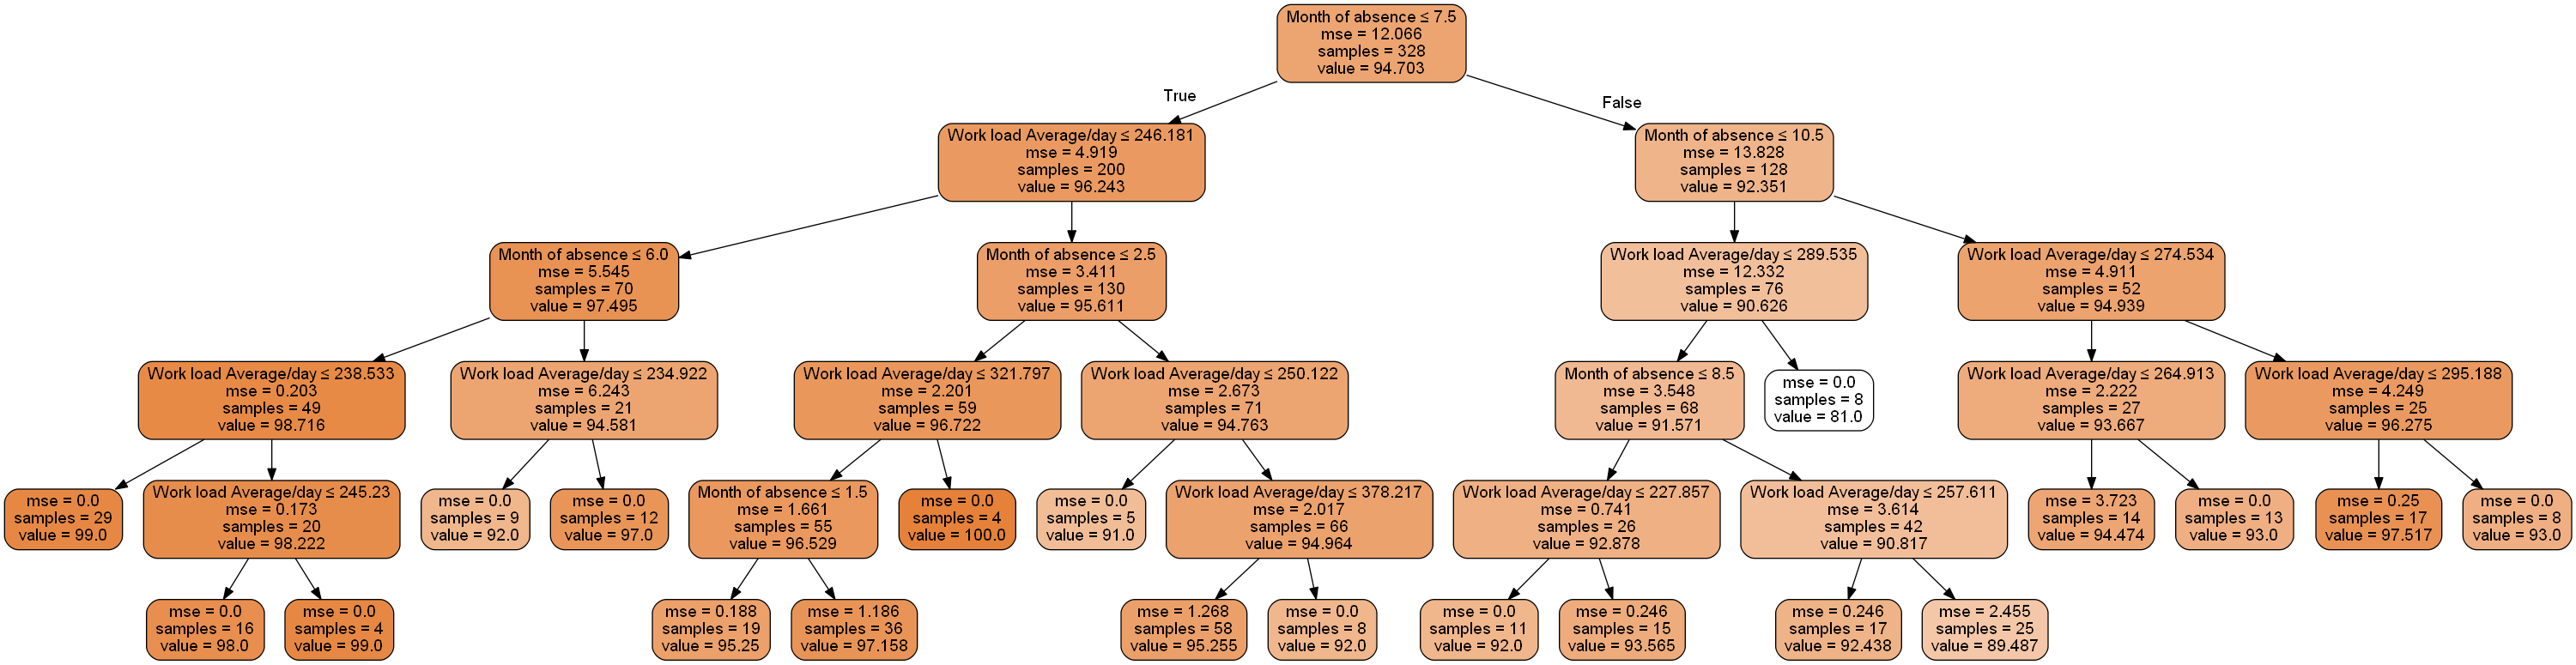 Month of absence ≤ 7.5
mse = 12.066
samples = 328
value = 94.703
True
False
Work load Average/day ≤ 246.181
mse = 4.919
samples = 200
value = 96.243
Month of absence ≤ 10.5
mse = 13.828
samples = 128
value = 92.351
Month of absence ≤ 6.0
mse = 5.545
samples = 70
value = 97.495
Month of absence ≤ 2.5
mse = 3.411
samples = 130
value = 95.611
Work load Average/day ≤ 289.535
mse = 12.332
samples = 76
value = 90.626
Work load Average/day ≤ 274.534
mse = 4.911
samples = 52
value = 94.939
Work load Average/day ≤ 238.533
mse = 0.203
samples = 49
value = 98.716
Work load Average/day ≤ 234.922
mse = 6.243
samples = 21
value = 94.581
Work load Average/day ≤ 321.797
mse = 2.201
samples = 59
value = 96.722
Work load Average/day ≤ 250.122
mse = 2.673
samples = 71
value = 94.763
Month of absence ≤ 8.5
mse = 3.548
samples = 68
value = 91.571
mse = 0.0
samples = 8
value = 81.0
Work load Average/day ≤ 264.913
mse = 2.222
samples = 27
value = 93.667
Work load Average/day ≤ 295.188
mse = 4.249
samples = 25
value = 96.275
mse = 0.0
samples = 29
value = 99.0
Work load Average/day ≤ 245.23
mse = 0.173
samples = 20
value = 98.222
mse = 0.0
samples = 9
value = 92.0
mse = 0.0
samples = 12
value = 97.0
Month of absence ≤ 1.5
mse = 1.661
samples = 55
value = 96.529
mse = 0.0
samples = 4
value = 100.0
mse = 0.0
samples = 5
value = 91.0
Work load Average/day ≤ 378.217
mse = 2.017
samples = 66
value = 94.964
Work load Average/day ≤ 227.857
mse = 0.741
samples = 26
value = 92.878
Work load Average/day ≤ 257.611
mse = 3.614
samples = 42
value = 90.817
mse = 3.723
samples = 14
value = 94.474
mse = 0.0
samples = 13
value = 93.0
mse = 0.25
samples = 17
value = 97.517
mse = 0.0
samples = 8
value = 93.0
mse = 0.0
samples = 16
value = 98.0
mse = 0.0
samples = 4
value = 99.0
mse = 0.188
samples = 19
value = 95.25
mse = 1.186
samples = 36
value = 97.158
mse = 1.268
samples = 58
value = 95.255
mse = 0.0
samples = 8
value = 92.0
mse = 0.0
samples = 11
value = 92.0
mse = 0.246
samples = 15
value = 93.565
mse = 0.246
samples = 17
value = 92.438
mse = 2.455
samples = 25
value = 89.487